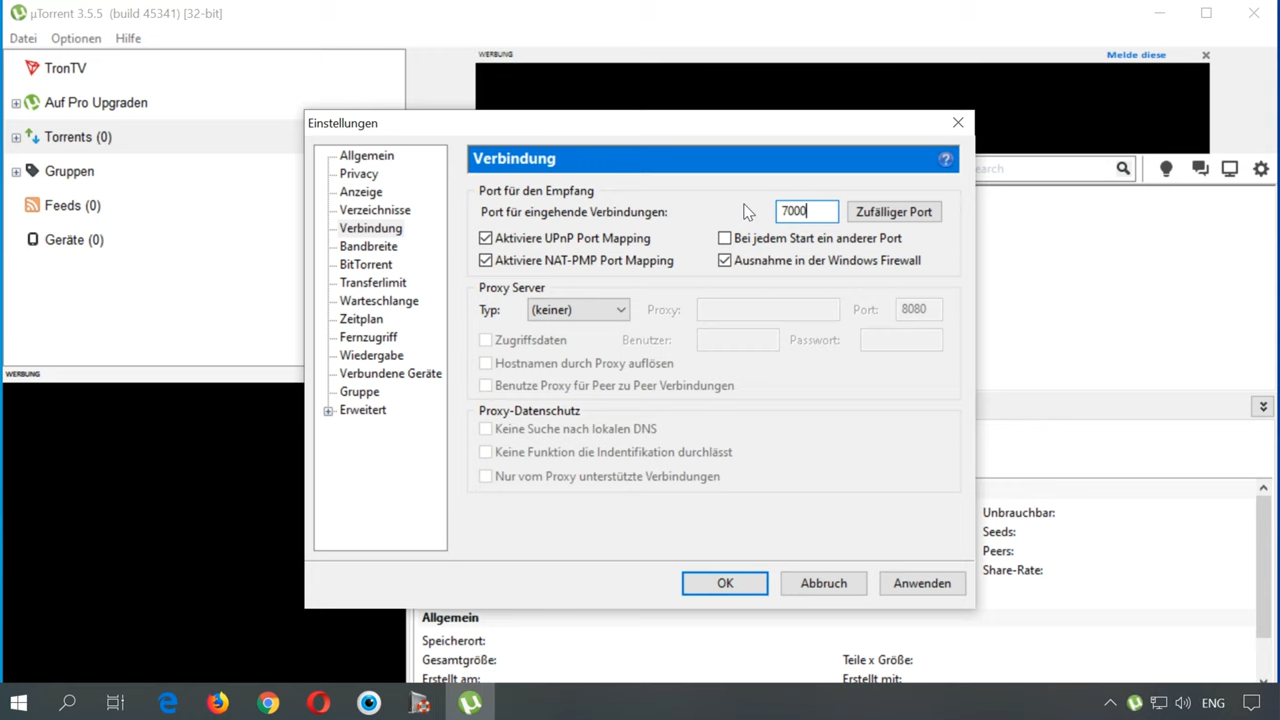 µTorrent 3.5.5 (build 45341) [32-bit]
Datei Optionen Hilfe
WERBUNG
Melde diese
TronTV
Auf Pro Upgraden
Torrents (0)
Gruppen
Feeds (0)
Geräte (0)
WERBUNG
Einstellungen
Allgemein
Privacy
Anzeige
Verzeichnisse
Verbindung
Bandbreite
BitTorrent
Transferlimit
Warteschlange
Zeitplan
Fernzugriff
Wiedergabe
Verbundene Geräte
Gruppe
Erweitert
Verbindung
Port für den Empfang
Port für eingehende Verbindungen: 7000 Zufälliger Port
Aktiviere UPnP Port Mapping Bei jedem Start ein anderer Port
Aktiviere NAT-PMP Port Mapping Ausnahme in der Windows Firewall
Proxy Server
Typ: (keiner) Proxy: Port: 8080
Zugriffsdaten Benutzer: Passwort:
Hostnamen durch Proxy auflösen
Benutze Proxy für Peer zu Peer Verbindungen
Proxy-Datenschutz
Keine Suche nach lokalen DNS
Keine Funktion die Indentifikation durchlässt
Nur vom Proxy unterstützte Verbindungen
OK Abbruch Anwenden
Unbrauchbar:
Seeds:
Peers:
Share-Rate:
Allgemein
Speicherort:
Gesamtgröße: Teile x Größe:
Erstellt am: Erstellt mit:
ENG